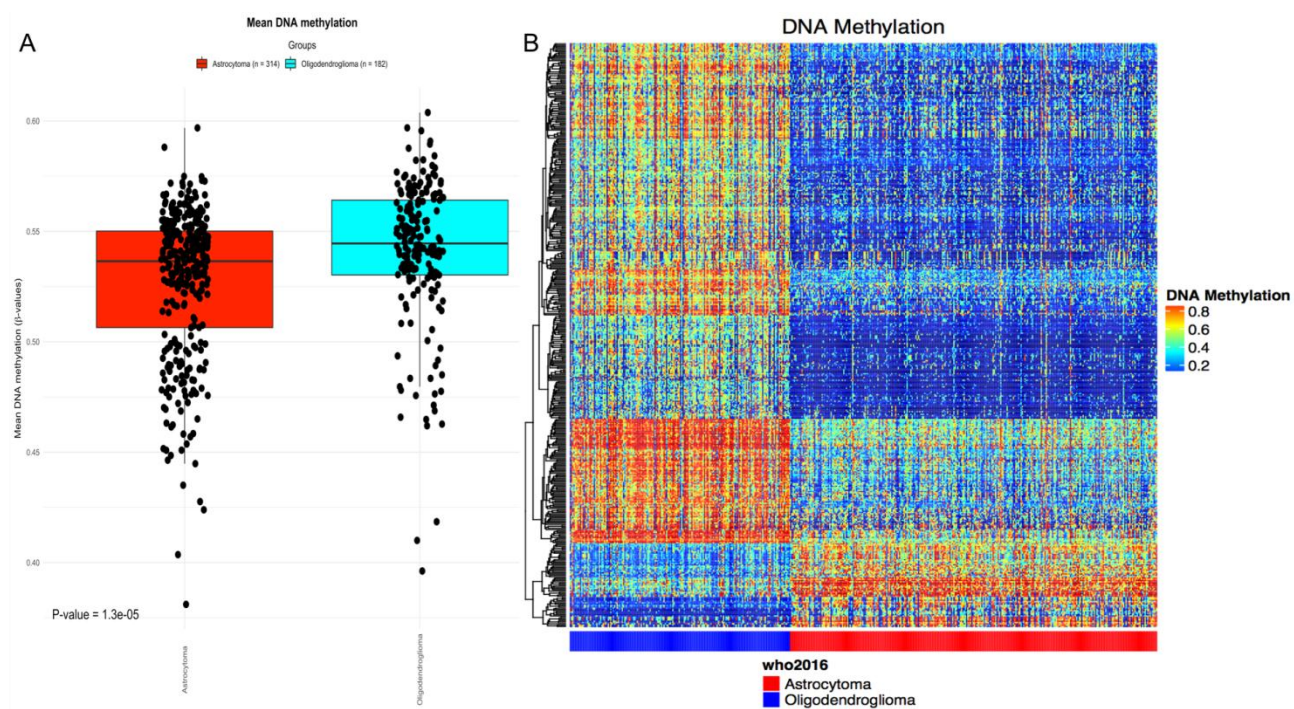 A
Mean DNA methylation
Groups
Astrocytoma (n = 314) Oligodendroglioma (n = 182)
Mean DNA methylation (β-values)
0.60
0.55
0.50
0.45
0.40
P-value = 1.3e-05
Astrocytoma
Oligodendroglioma
B
DNA Methylation
DNA Methylation
0.8
0.6
0.4
0.2
who2016
Astrocytoma
Oligodendroglioma